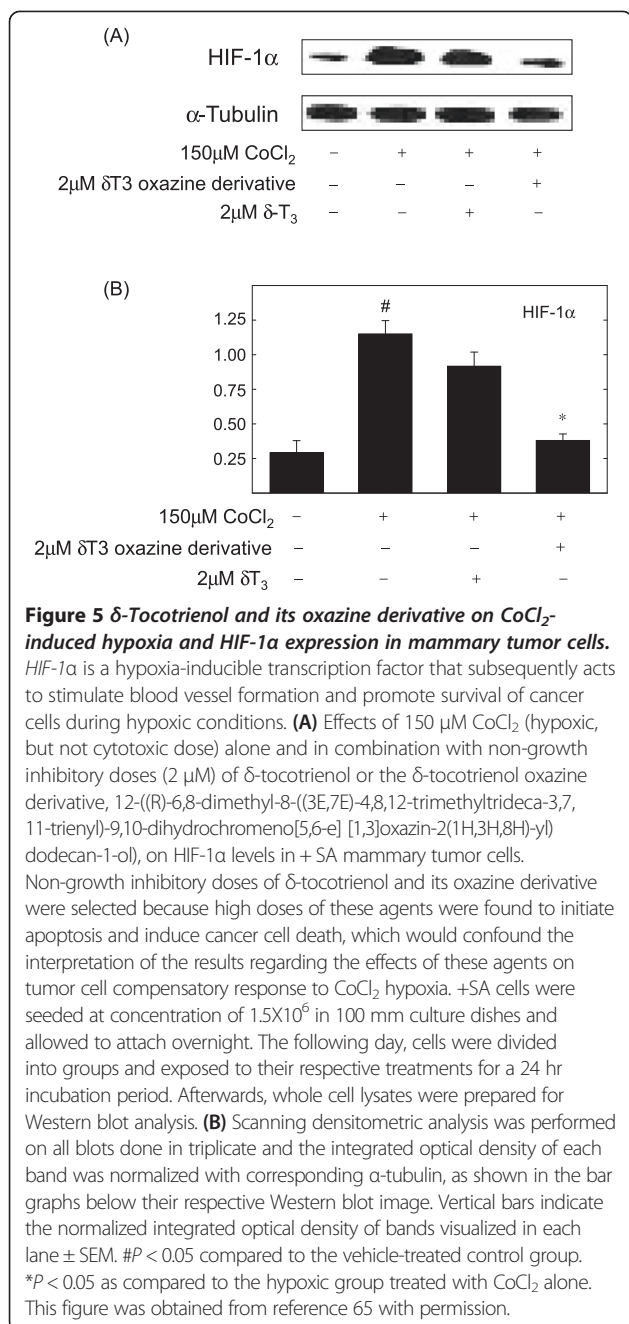 (A)
HIF-1α
α-Tubulin
150μM CoCl₂ – + + +
2μM δT3 oxazine derivative – – – +
2μM δ-T₃ – – + –
(B)
HIF-1α
#
*
1.25
1.00
0.75
0.50
0.25
150μM CoCl₂ – + + +
2μM δT3 oxazine derivative – – – +
2μM δT₃ – – + –
Figure 5 δ-Tocotrienol and its oxazine derivative on CoCl₂-
induced hypoxia and HIF-1α expression in mammary tumor cells.
HIF-1α is a hypoxia-inducible transcription factor that subsequently acts
to stimulate blood vessel formation and promote survival of cancer
cells during hypoxic conditions. (A) Effects of 150 μM CoCl₂ (hypoxic,
but not cytotoxic dose) alone and in combination with non-growth
inhibitory doses (2 μM) of δ-tocotrienol or the δ-tocotrienol oxazine
derivative, 12-((R)-6,8-dimethyl-8-((3E,7E)-4,8,12-trimethyltrideca-3,7,
11-trienyl)-9,10-dihydrochromeno[5,6-e] [1,3]oxazin-2(1H,3H,8H)-yl)
dodecan-1-ol), on HIF-1α levels in + SA mammary tumor cells.
Non-growth inhibitory doses of δ-tocotrienol and its oxazine derivative
were selected because high doses of these agents were found to initiate
apoptosis and induce cancer cell death, which would confound the
interpretation of the results regarding the effects of these agents on
tumor cell compensatory response to CoCl₂ hypoxia. +SA cells were
seeded at concentration of 1.5X10⁶ in 100 mm culture dishes and
allowed to attach overnight. The following day, cells were divided
into groups and exposed to their respective treatments for a 24 hr
incubation period. Afterwards, whole cell lysates were prepared for
Western blot analysis. (B) Scanning densitometric analysis was performed
on all blots done in triplicate and the integrated optical density of each
band was normalized with corresponding α-tubulin, as shown in the bar
graphs below their respective Western blot image. Vertical bars indicate
the normalized integrated optical density of bands visualized in each
lane ± SEM. #P < 0.05 compared to the vehicle-treated control group.
*P < 0.05 as compared to the hypoxic group treated with CoCl₂ alone.
This figure was obtained from reference 65 with permission.